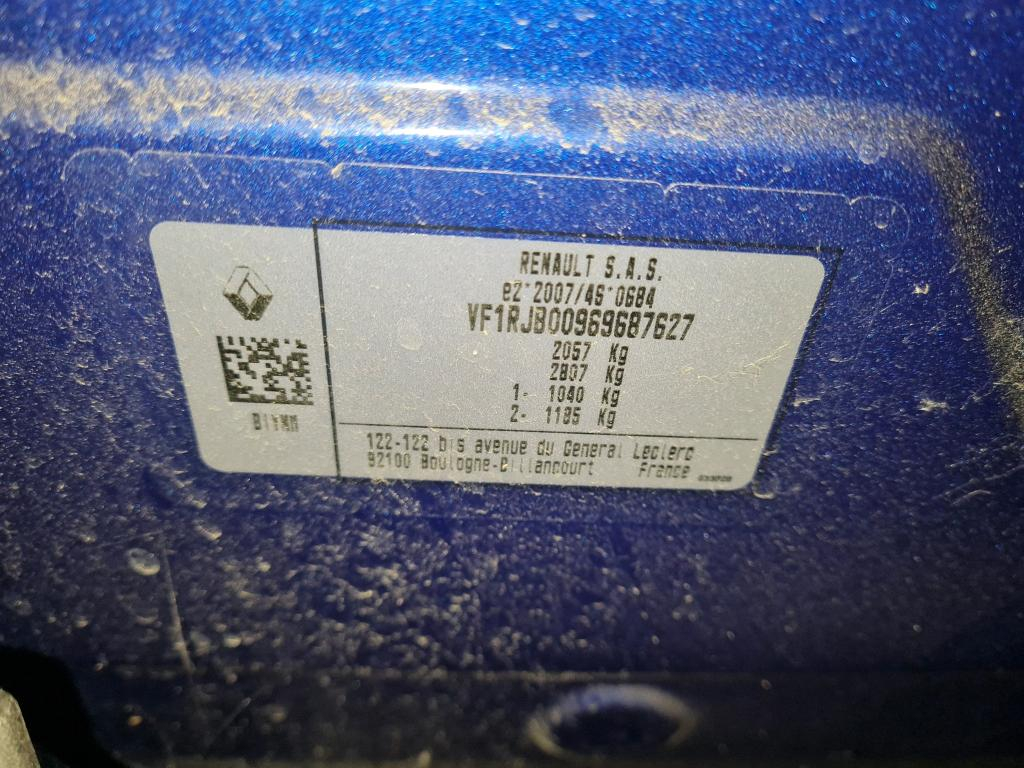 RENAULT S.A.S.
e2*2007/46*0684
VF1RJB00969687627
2057 Kg
2807 Kg
1- 1040 Kg
2- 1185 Kg
122-122 bis avenue du General Leclerc
92100 Boulogne-Billancourt France